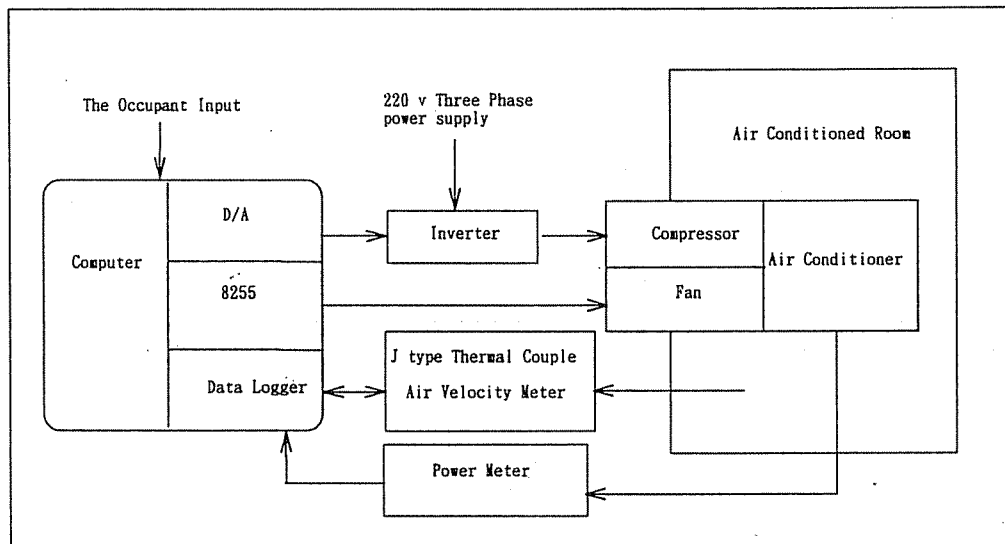 The Occupant Input
220 v Three Phase
power supply
Air Conditioned Room
D/A
Inverter
Compressor
Computer
Air Conditioner
8255
Fan
J type Thermal Couple
Data Logger
Air Velocity Meter
Power Meter